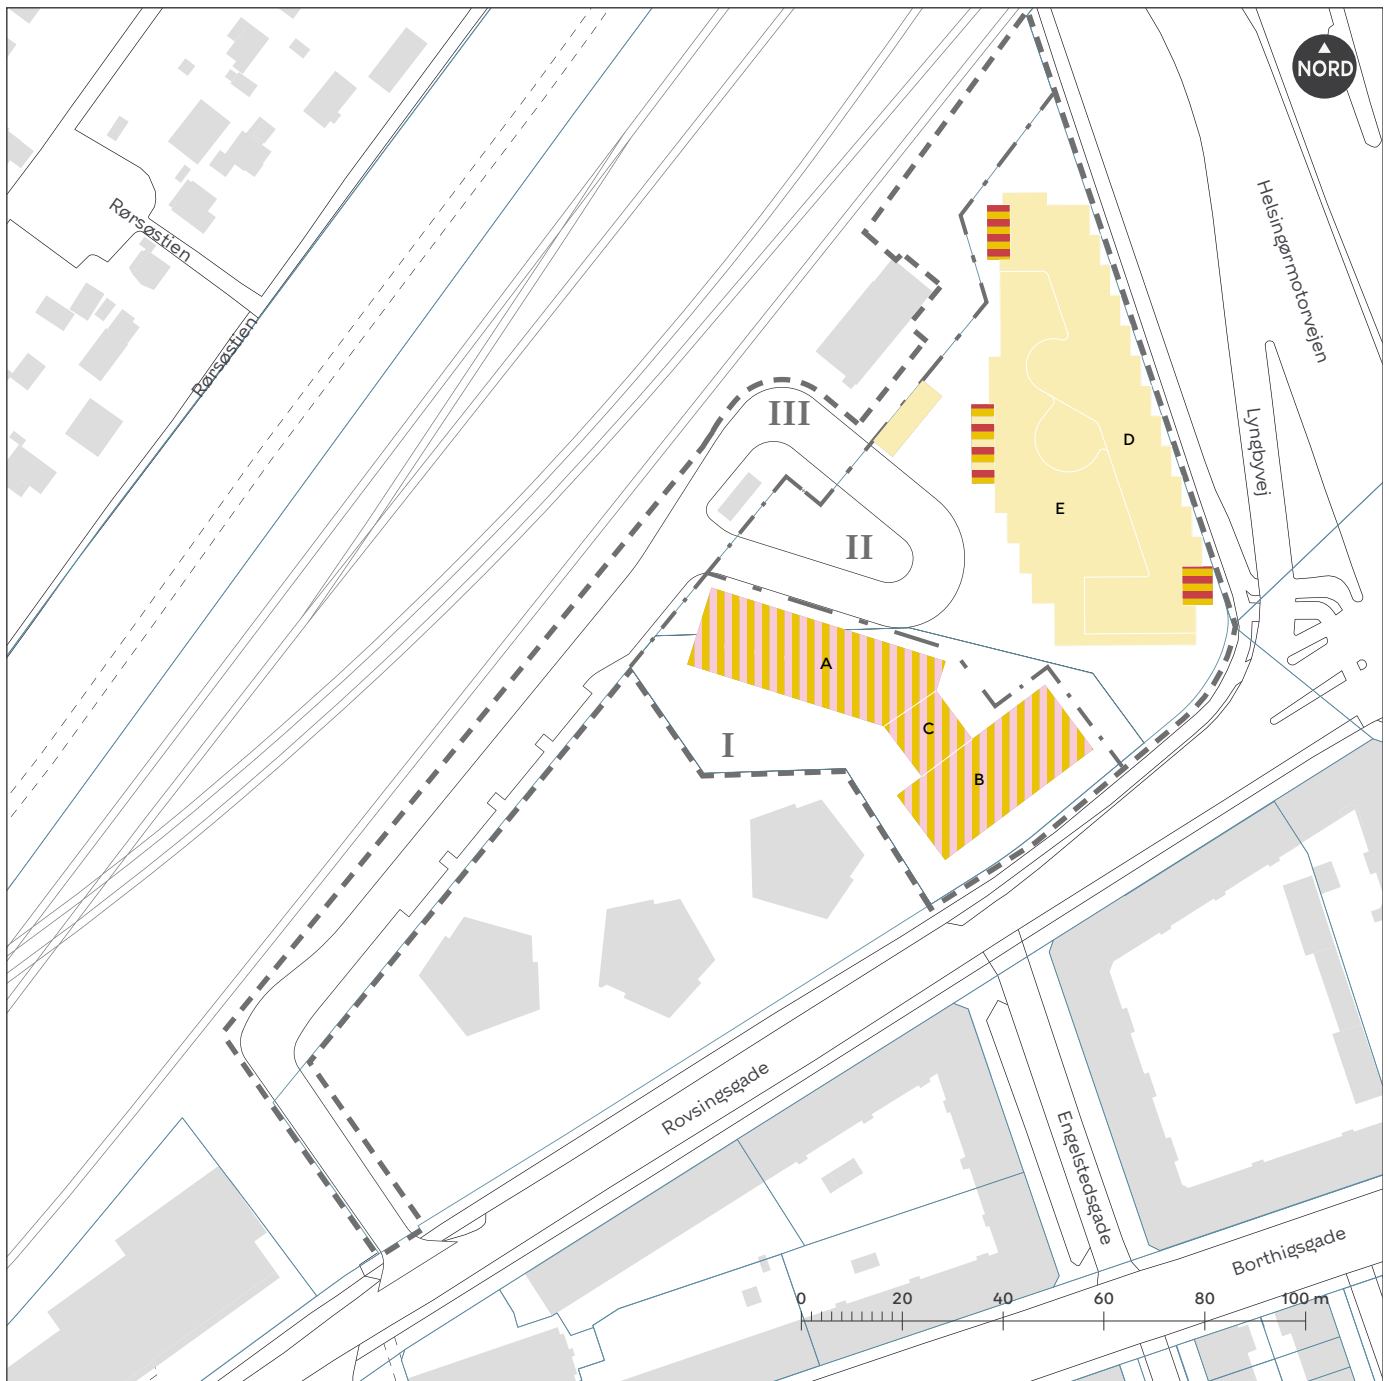 NORD
Rørsøstien
Rørsøstien
Helsingørmotorvejen
Lyngbyvej
III
II
I
D
E
A
C
B
Rovsingsgade
Engelstedsgade
Borthigsgade
0 20 40 60 80 100 m